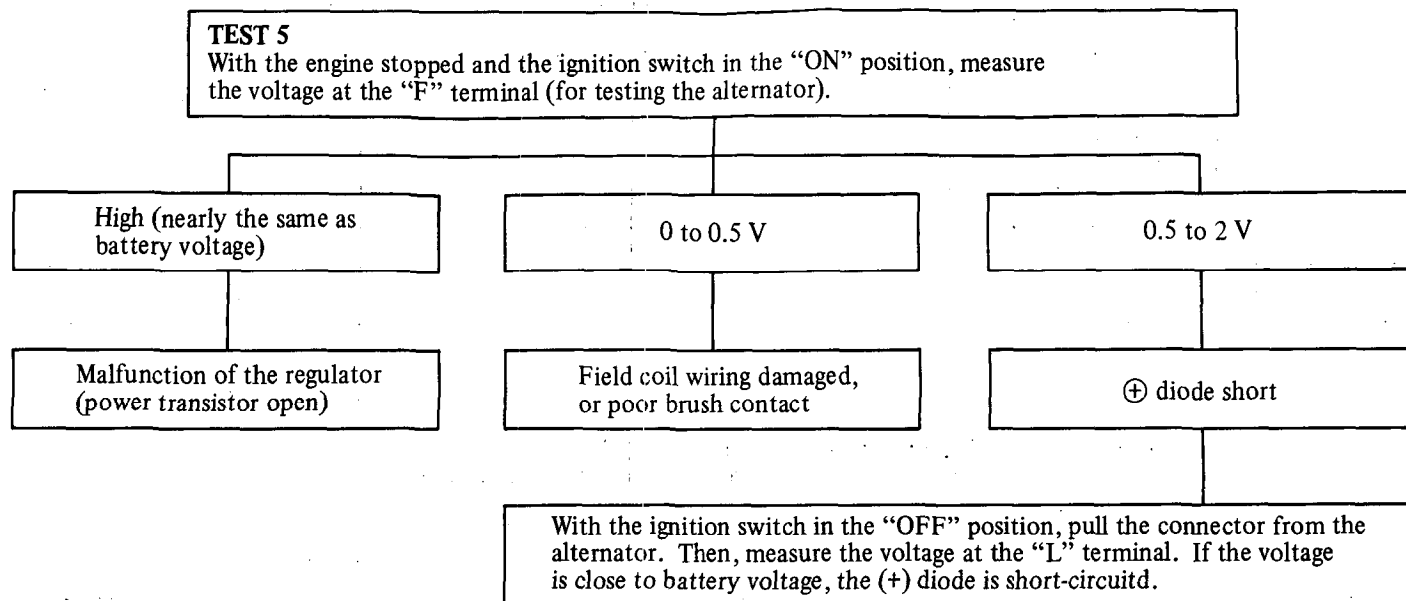 TEST 5
With the engine stopped and the ignition switch in the “ON” position, measure
the voltage at the “F” terminal (for testing the alternator).
High (nearly the same as
battery voltage)
0 to 0.5 V
0.5 to 2 V
Malfunction of the regulator
(power transistor open)
Field coil wiring damaged,
or poor brush contact
⊕ diode short
With the ignition switch in the “OFF” position, pull the connector from the
alternator. Then, measure the voltage at the “L” terminal. If the voltage
is close to battery voltage, the (+) diode is short-circuitd.